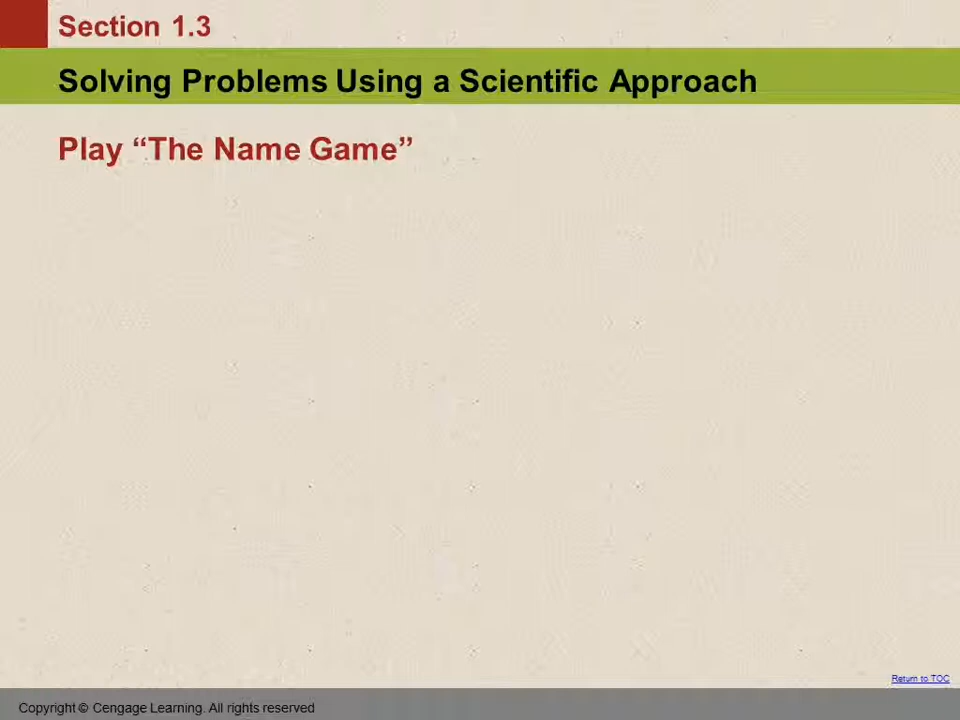 Section 1.3
Solving Problems Using a Scientific Approach
Play “The Name Game”
Return to TOC
Copyright © Cengage Learning. All rights reserved